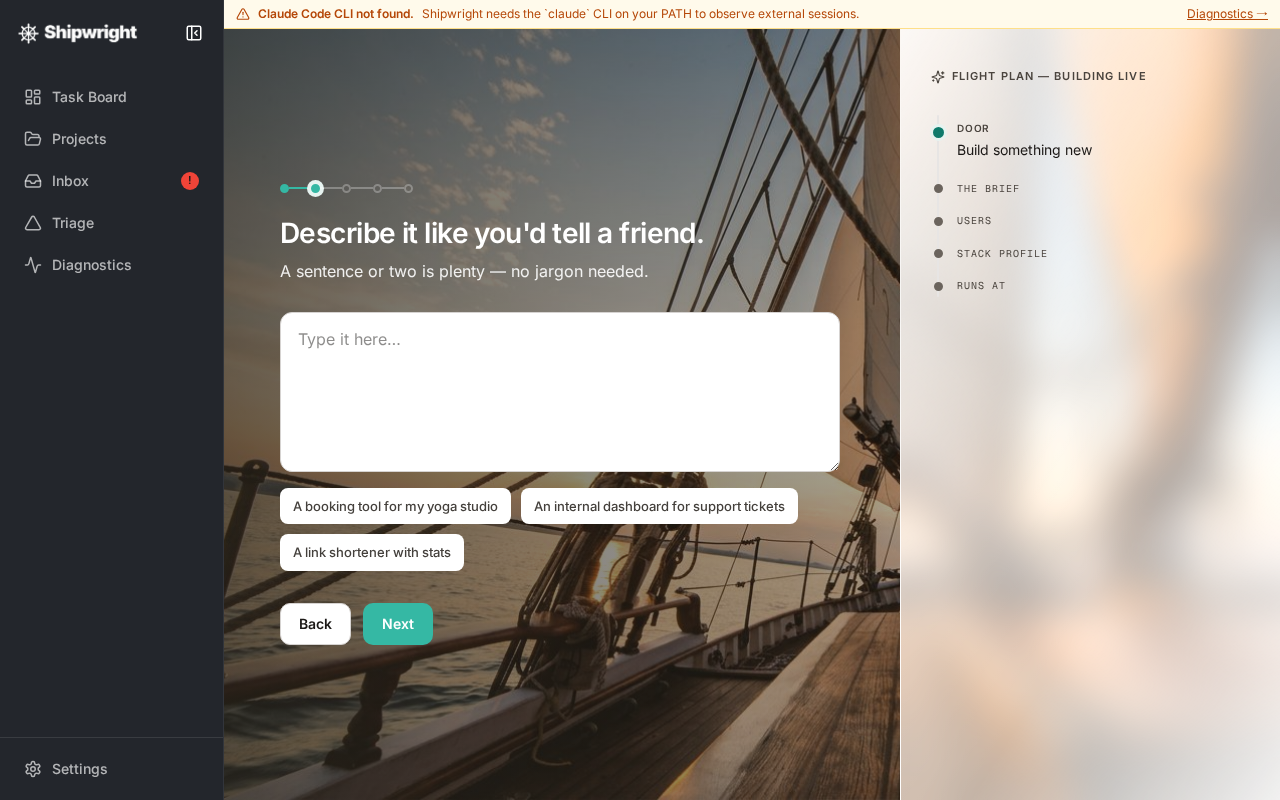 Claude Code CLI not found. Shipwright needs the `claude` CLI on your PATH to observe external sessions. Diagnostics →
Shipwright
Task Board
Projects
Inbox !
Triage
Diagnostics
Settings
Describe it like you'd tell a friend.
A sentence or two is plenty — no jargon needed.
Type it here...
A booking tool for my yoga studio An internal dashboard for support tickets
A link shortener with stats
Back Next
FLIGHT PLAN — BUILDING LIVE
DOOR
Build something new
THE BRIEF
USERS
STACK PROFILE
RUNS AT